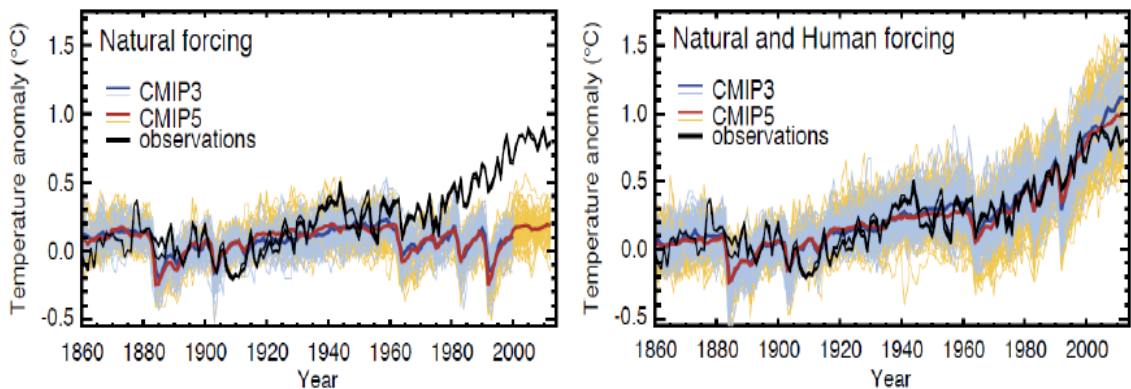 Natural forcing
CMIP3
CMIP5
observations
Temperature anomaly (°C)
1.5
1.0
0.5
0.0
-0.5
1860 1880 1900 1920 1940 1960 1980 2000
Year
Natural and Human forcing
CMIP3
CMIP5
observations
Temperature anomaly (°C)
1.5
1.0
0.5
0.0
-0.5
1860 1880 1900 1920 1940 1960 1980 2000
Year